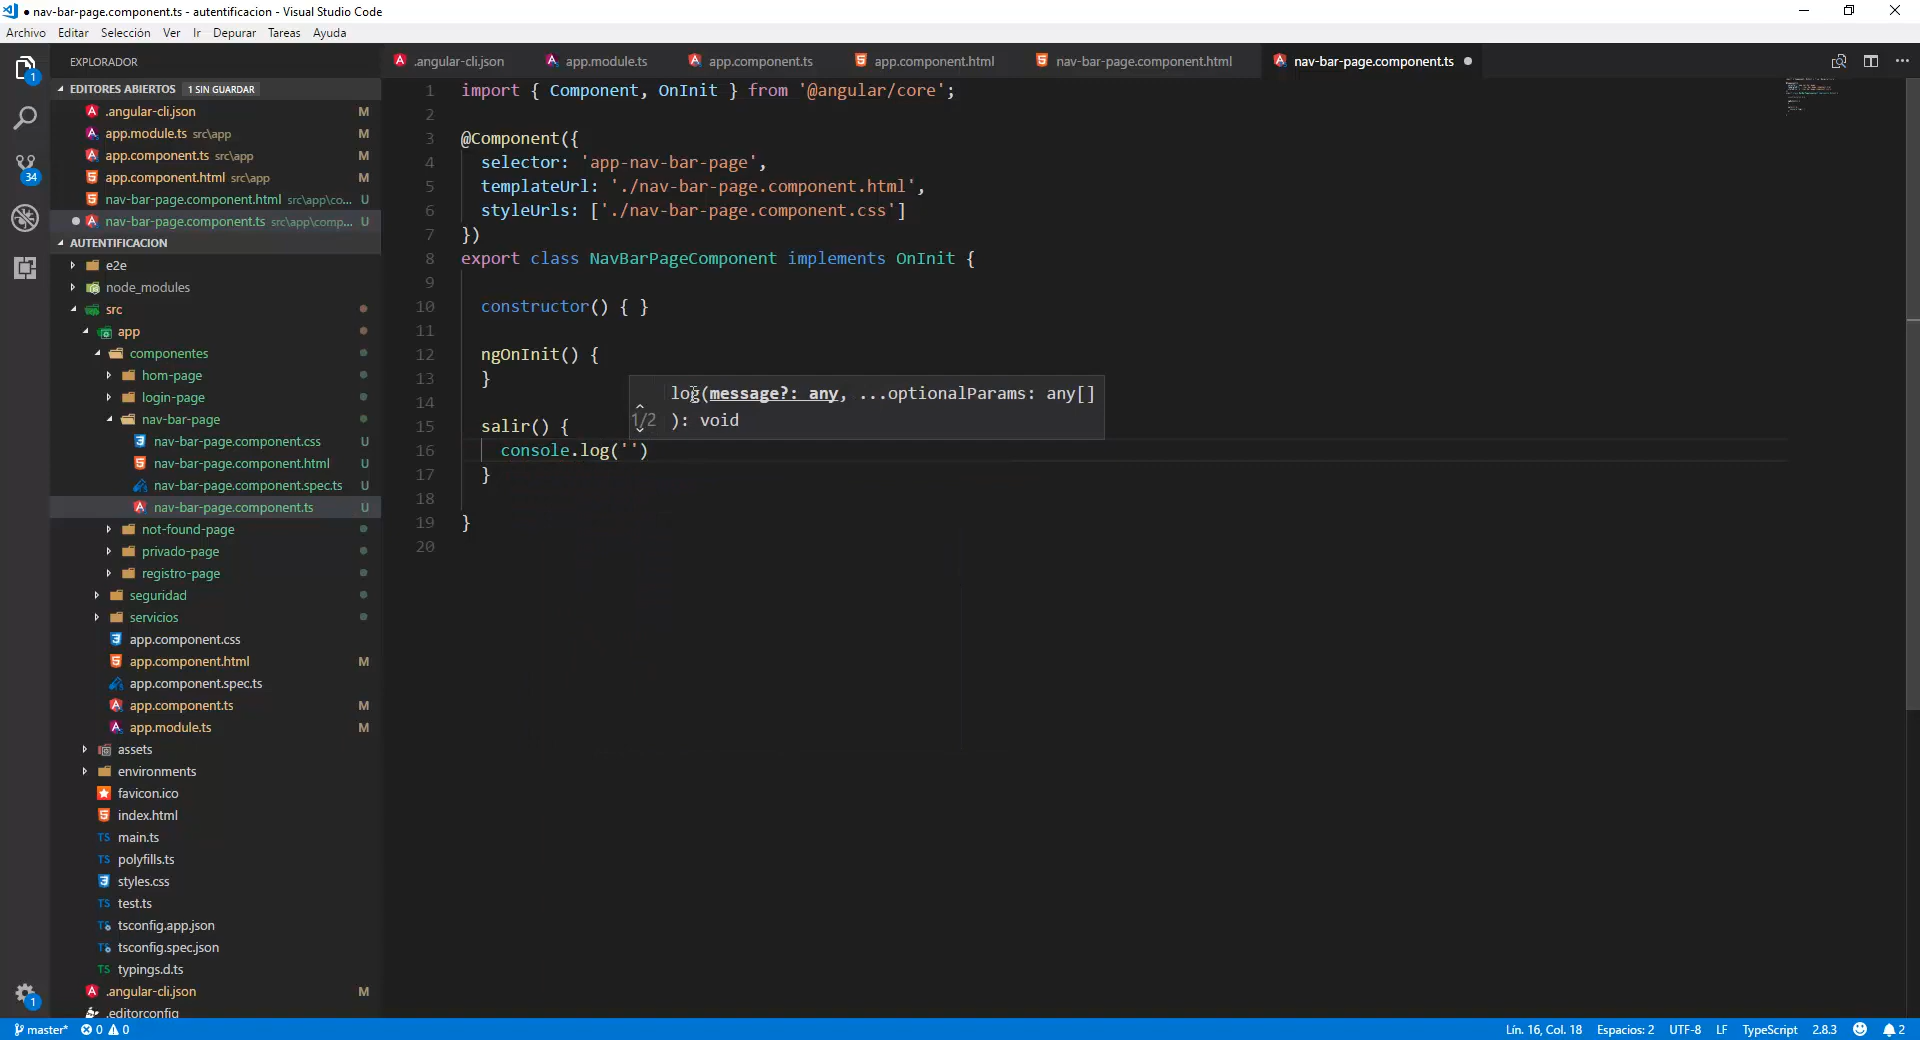 nav-bar-page.component.ts - autentificacion - Visual Studio Code
Archivo Editar Selección Ver Ir Depurar Tareas Ayuda
EXPLORADOR
.angular-cli.json app.module.ts app.component.ts app.component.html nav-bar-page.component.html nav-bar-page.component.ts
EDITORES ABIERTOS 1 SIN GUARDAR
.angular-cli.json M
app.module.ts src\app M
app.component.ts src\app M
app.component.html src\app M
nav-bar-page.component.html src\app\co... U
nav-bar-page.component.ts src\app\comp... U
AUTENTIFICACION
e2e
node_modules
src
app
componentes
hom-page
login-page
nav-bar-page
nav-bar-page.component.css U
nav-bar-page.component.html U
nav-bar-page.component.spec.ts U
nav-bar-page.component.ts U
not-found-page
privado-page
registro-page
seguridad
servicios
app.component.css
app.component.html M
app.component.spec.ts
app.component.ts M
app.module.ts M
assets
environments
favicon.ico
index.html
main.ts
polyfills.ts
styles.css
test.ts
tsconfig.app.json
tsconfig.spec.json
typings.d.ts
.angular-cli.json M
.editorconfig
1
34
1
1 import { Component, OnInit } from '@angular/core';
2
3 @Component({
4 selector: 'app-nav-bar-page',
5 templateUrl: './nav-bar-page.component.html',
6 styleUrls: ['./nav-bar-page.component.css']
7 })
8 export class NavBarPageComponent implements OnInit {
9
10 constructor() { }
11
12 ngOnInit() {
13 }
14
15 salir() {
16 console.log('')
17 }
18
19 }
20
log(message?: any, ...optionalParams: any[]
1/2 ): void
master* 0 0 Lín. 16, Col. 18 Espacios: 2 UTF-8 LF TypeScript 2.8.3 2